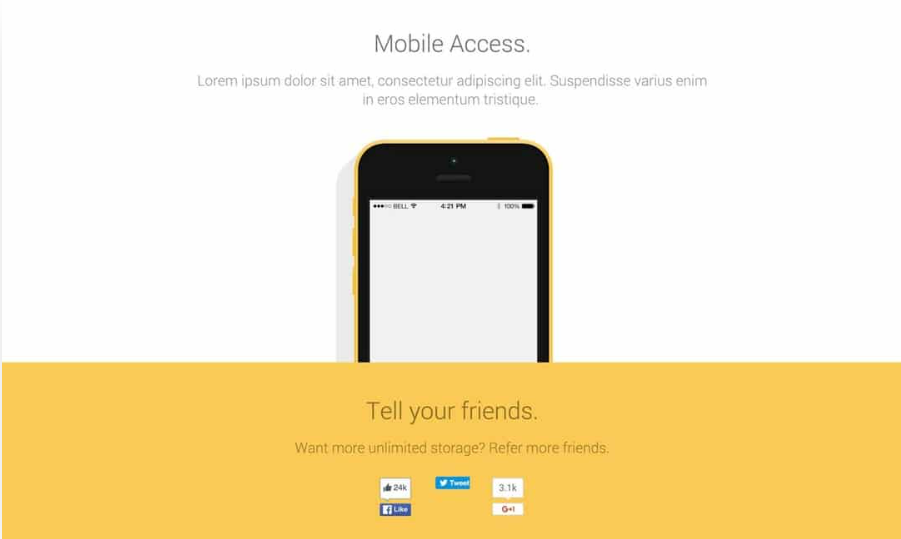 Mobile Access.
Lorem ipsum dolor sit amet, consectetur adipiscing elit. Suspendisse varius enim
in eros elementum tristique.
BELL 4:21 PM 100%
Tell your friends.
Want more unlimited storage? Refer more friends.
24k Tweet 3.1k
Like G+1